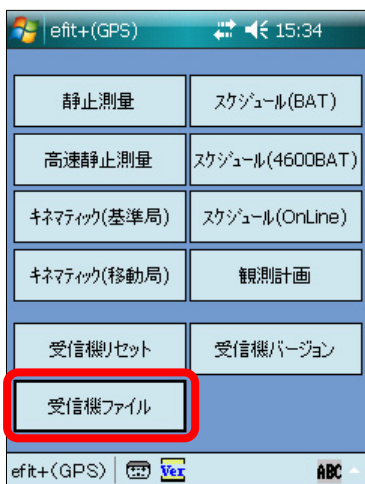 efit+(GPS) 15:34
静止測量 ｽｹｼﾞｭｰﾙ(BAT)
高速静止測量 ｽｹｼﾞｭｰﾙ(4600BAT)
ｷﾈﾏﾃｨｯｸ(基準局) ｽｹｼﾞｭｰﾙ(OnLine)
ｷﾈﾏﾃｨｯｸ(移動局) 観測計画
受信機ﾘｾｯﾄ 受信機ﾊﾞｰｼﾞｮﾝ
受信機ﾌｧｲﾙ
efit+(GPS) Ver ABC